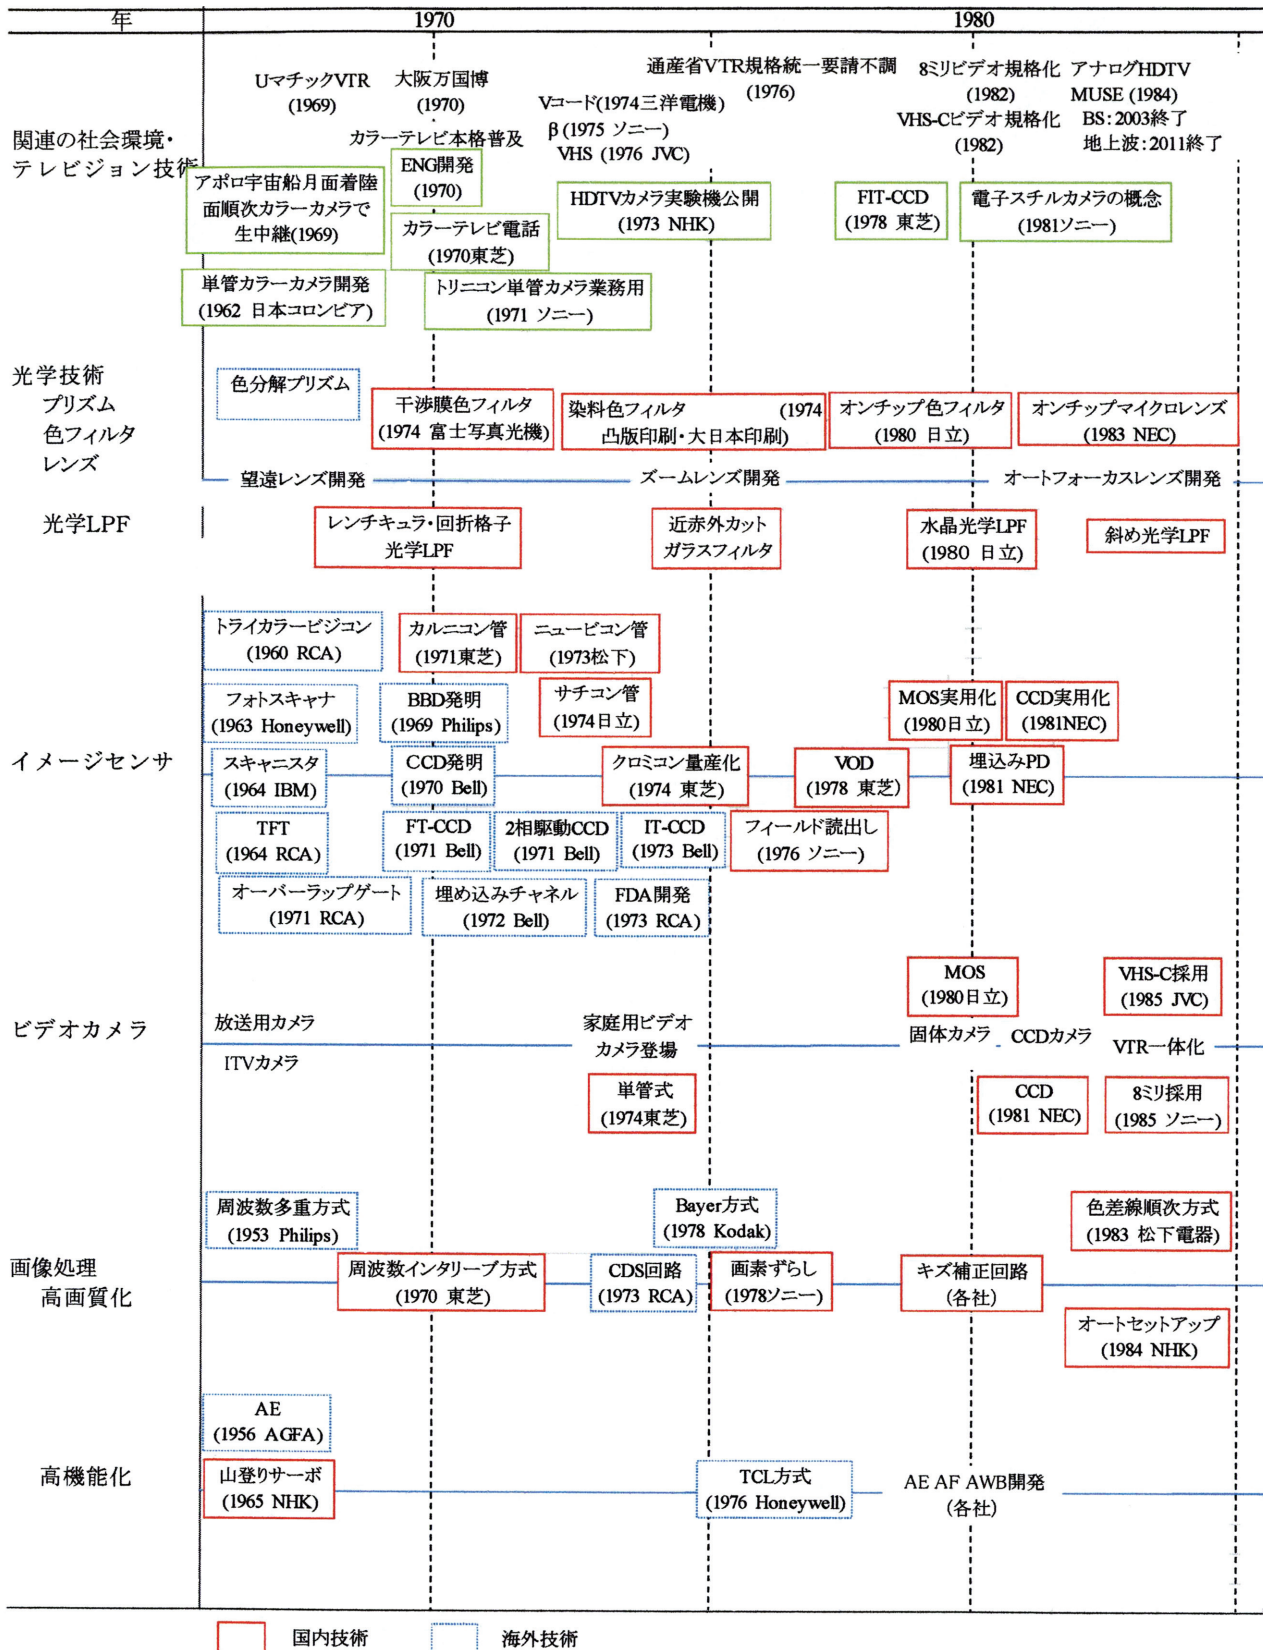 年
1970
1980
関連の社会環境・
テレビジョン技術
UマチックVTR
(1969)
大阪万国博
(1970)
カラーテレビ本格普及
Vコード(1974三洋電機)
β (1975 ソニー)
VHS (1976 JVC)
通産省VTR規格統一要請不調
(1976)
8ミリビデオ規格化
(1982)
VHS-Cビデオ規格化
(1982)
アナログHDTV
MUSE (1984)
BS：2003終了
地上波：2011終了
アポロ宇宙船月面着陸
面順次カラーカメラで
生中継(1969)
ENG開発
(1970)
カラーテレビ電話
(1970東芝)
HDTVカメラ実験機公開
(1973 NHK)
FIT-CCD
(1978 東芝)
電子スチルカメラの概念
(1981ソニー)
単管カラーカメラ開発
(1962 日本コロンビア)
トリニコン単管カメラ業務用
(1971 ソニー)
光学技術
プリズム
色フィルタ
レンズ
色分解プリズム
干渉膜色フィルタ
(1974 富士写真光機)
染料色フィルタ (1974
凸版印刷・大日本印刷)
オンチップ色フィルタ
(1980 日立)
オンチップマイクロレンズ
(1983 NEC)
望遠レンズ開発
ズームレンズ開発
オートフォーカスレンズ開発
光学LPF
レンチキュラ・回折格子
光学LPF
近赤外カット
ガラスフィルタ
水晶光学LPF
(1980 日立)
斜め光学LPF
イメージセンサ
トライカラービジコン
(1960 RCA)
カルニコン管
(1971東芝)
ニュービコン管
(1973松下)
フォトスキャナ
(1963 Honeywell)
BBD発明
(1969 Philips)
サチコン管
(1974日立)
MOS実用化
(1980日立)
CCD実用化
(1981NEC)
スキャニスタ
(1964 IBM)
CCD発明
(1970 Bell)
クロミコン量産化
(1974 東芝)
VOD
(1978 東芝)
埋込みPD
(1981 NEC)
TFT
(1964 RCA)
FT-CCD
(1971 Bell)
2相駆動CCD
(1971 Bell)
IT-CCD
(1973 Bell)
フィールド読出し
(1976 ソニー)
オーバーラップゲート
(1971 RCA)
埋め込みチャネル
(1972 Bell)
FDA開発
(1973 RCA)
ビデオカメラ
MOS
(1980日立)
VHS-C採用
(1985 JVC)
放送用カメラ
ITVカメラ
家庭用ビデオ
カメラ登場
固体カメラ
CCDカメラ
VTR一体化
単管式
(1974東芝)
CCD
(1981 NEC)
8ミリ採用
(1985 ソニー)
画像処理
高画質化
周波数多重方式
(1953 Philips)
Bayer方式
(1978 Kodak)
色差線順次方式
(1983 松下電器)
周波数インタリーブ方式
(1970 東芝)
CDS回路
(1973 RCA)
画素ずらし
(1978ソニー)
キズ補正回路
(各社)
オートセットアップ
(1984 NHK)
高機能化
AE
(1956 AGFA)
山登りサーボ
(1965 NHK)
TCL方式
(1976 Honeywell)
AE AF AWB開発
(各社)
国内技術
海外技術